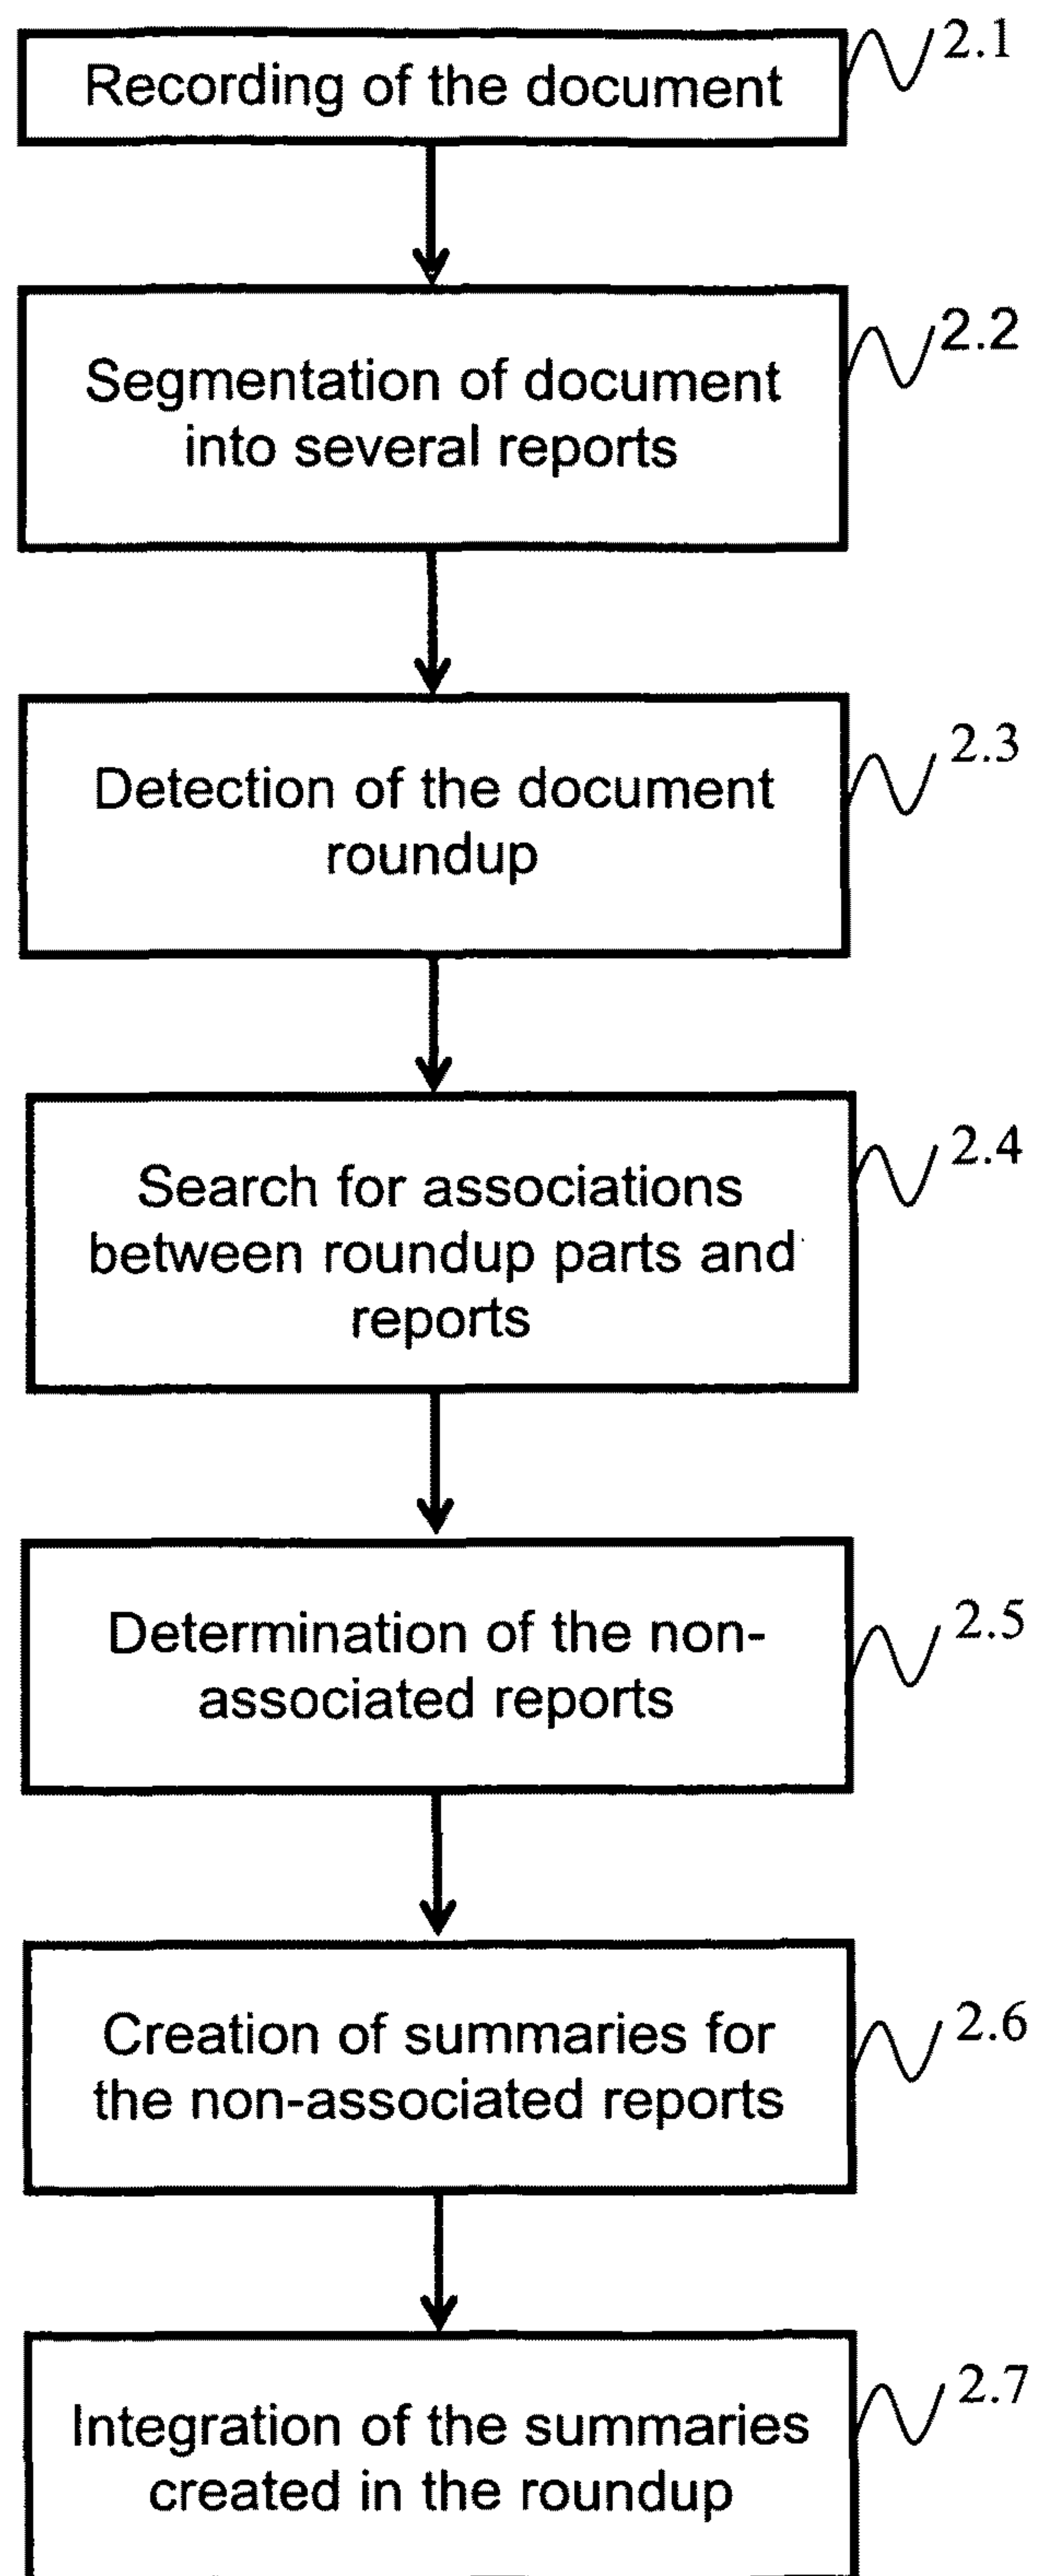 Recording of the document
2.1
Segmentation of document
into several reports
2.2
Detection of the document
roundup
2.3
Search for associations
between roundup parts and
reports
2.4
Determination of the non-
associated reports
2.5
Creation of summaries for
the non-associated reports
2.6
Integration of the summaries
created in the roundup
2.7